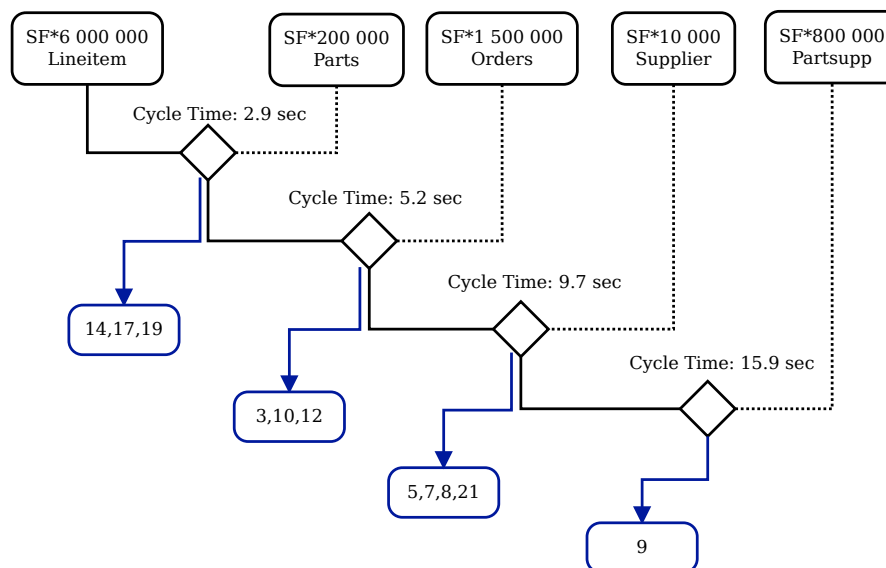 SF*6 000 000
Lineitem
SF*200 000
Parts
SF*1 500 000
Orders
SF*10 000
Supplier
SF*800 000
Partsupp
Cycle Time: 2.9 sec
Cycle Time: 5.2 sec
Cycle Time: 9.7 sec
14,17,19
Cycle Time: 15.9 sec
3,10,12
5,7,8,21
9